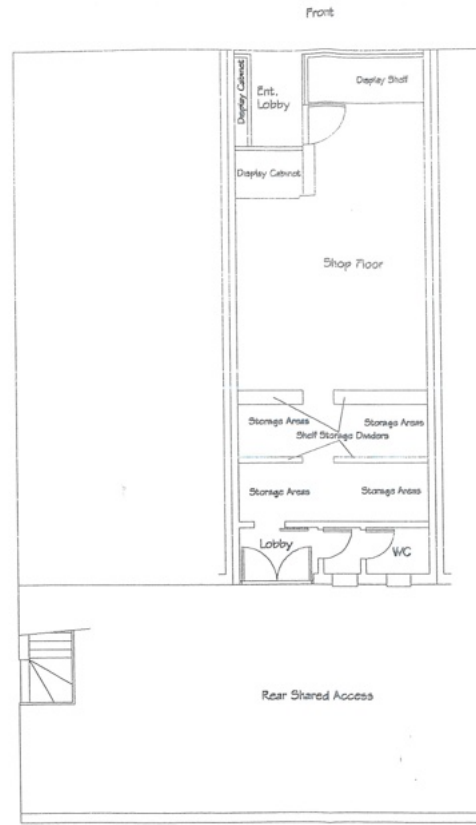 Front
Display Cabinet
Ent.
Lobby
Display Shelf
Display Cabinet
Shop Floor
Storage Areas
Storage Areas
Shelf Storage Dividers
Storage Areas
Storage Areas
Lobby
WC
Rear Shared Access